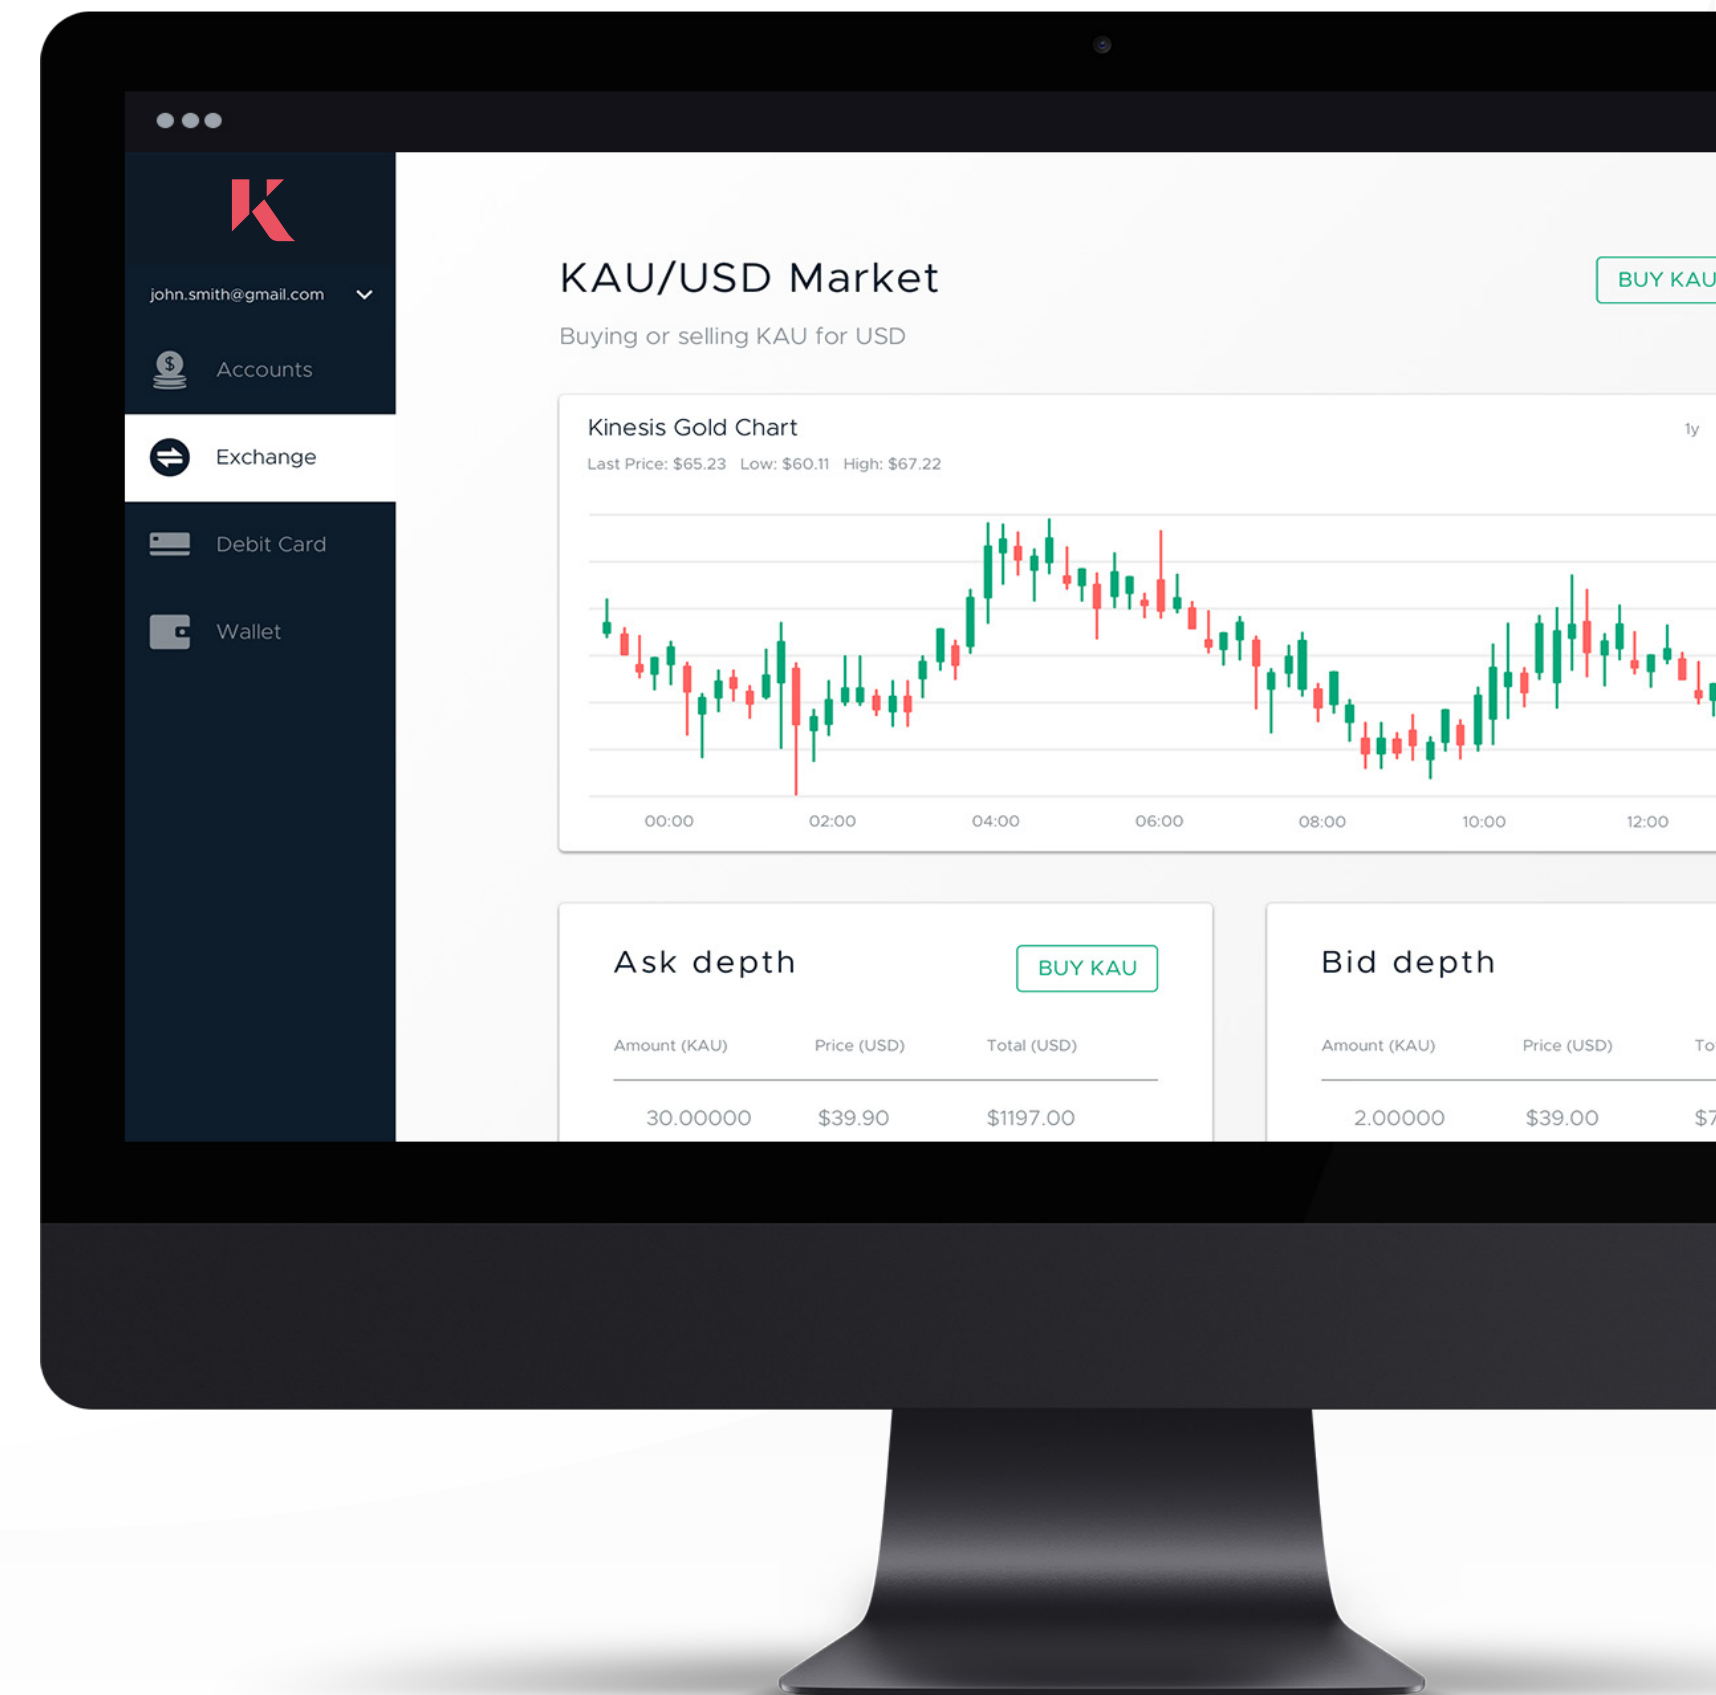 K
john.smith@gmail.com
Accounts
Exchange
Debit Card
Wallet
KAU/USD Market
BUY KAU
Buying or selling KAU for USD
Kinesis Gold Chart
1y
Last Price: $65.23 Low: $60.11 High: $67.22
00:00 02:00 04:00 06:00 08:00 10:00 12:00
Ask depth
BUY KAU
Amount (KAU) Price (USD) Total (USD)
30.00000 $39.90 $1197.00
Bid depth
Amount (KAU) Price (USD)
2.00000 $39.00